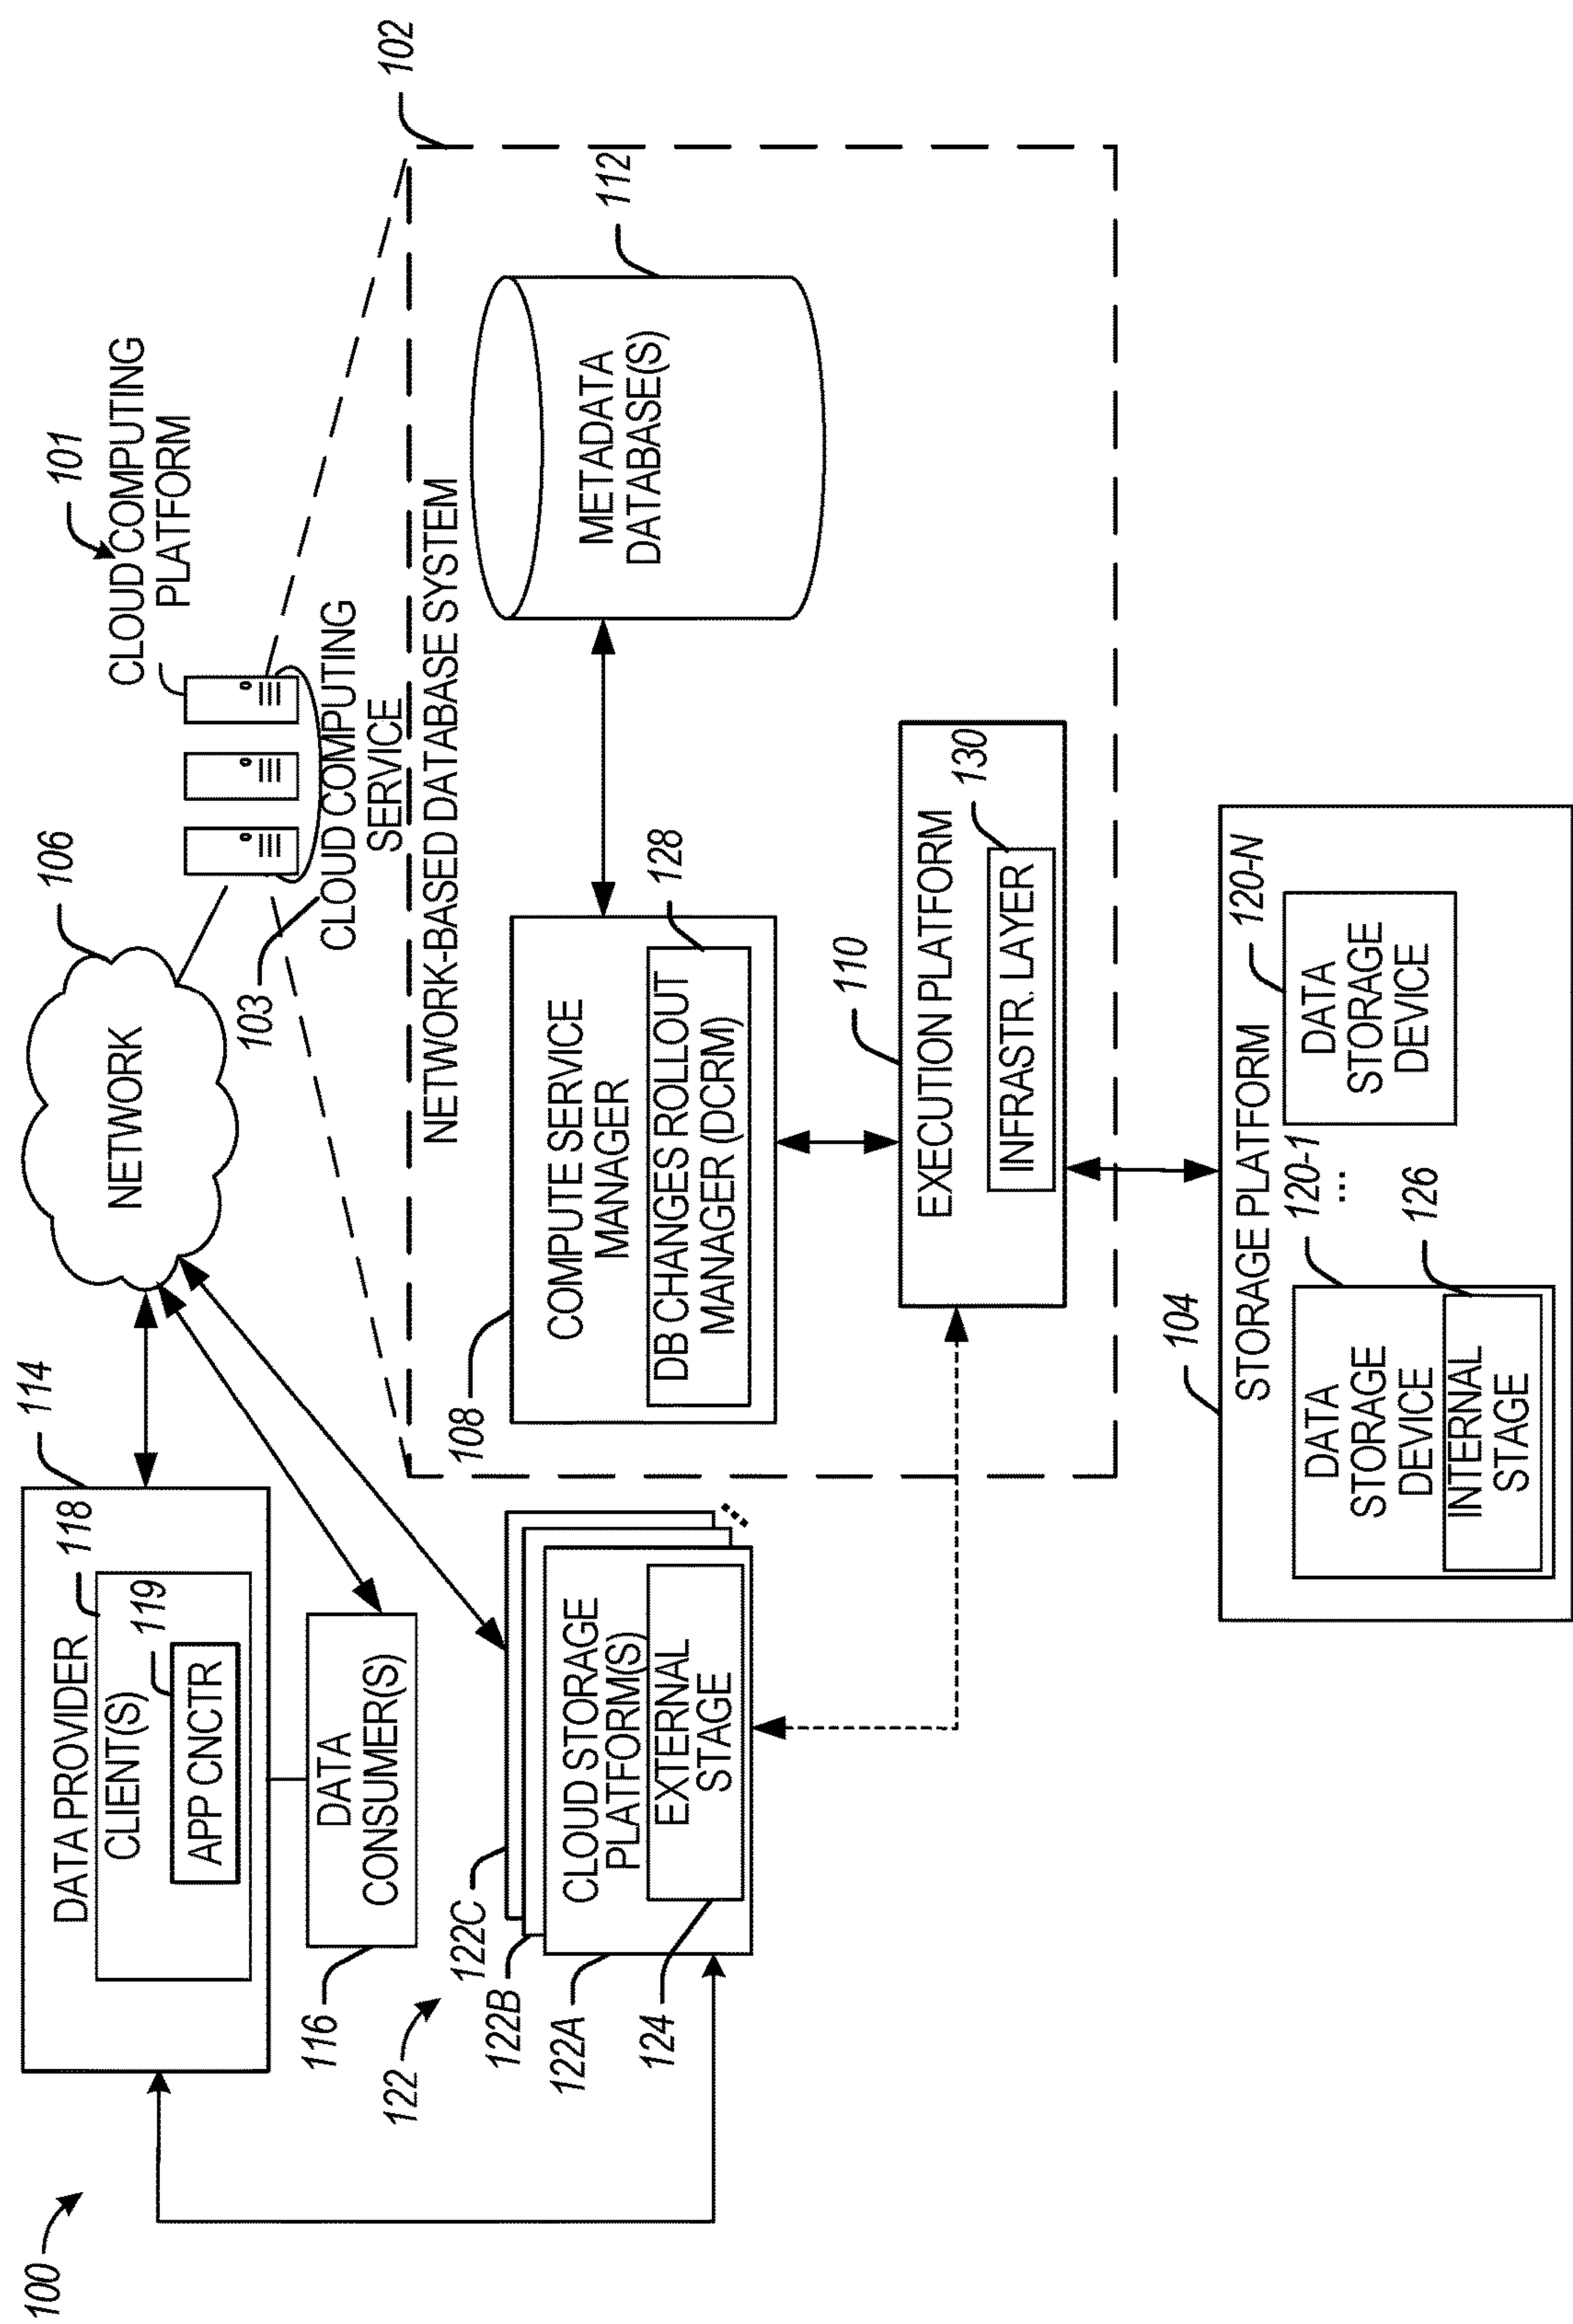 100
114
DATA PROVIDER
118
CLIENT(S)
119
APP CNCTR
116
DATA
CONSUMER(S)
122
122C
122B
122A
124
CLOUD STORAGE
PLATFORM(S)
EXTERNAL
STAGE
106
NETWORK
101
CLOUD COMPUTING
PLATFORM
103
CLOUD COMPUTING
SERVICE
102
NETWORK-BASED DATABASE SYSTEM
108
COMPUTE SERVICE
MANAGER
128
DB CHANGES ROLLOUT
MANAGER (DCRM)
112
METADATA
DATABASE(S)
110
EXECUTION PLATFORM
130
INFRASTR. LAYER
104
STORAGE PLATFORM
120-1
DATA
STORAGE
DEVICE
126
INTERNAL
STAGE
...
120-N
DATA
STORAGE
DEVICE